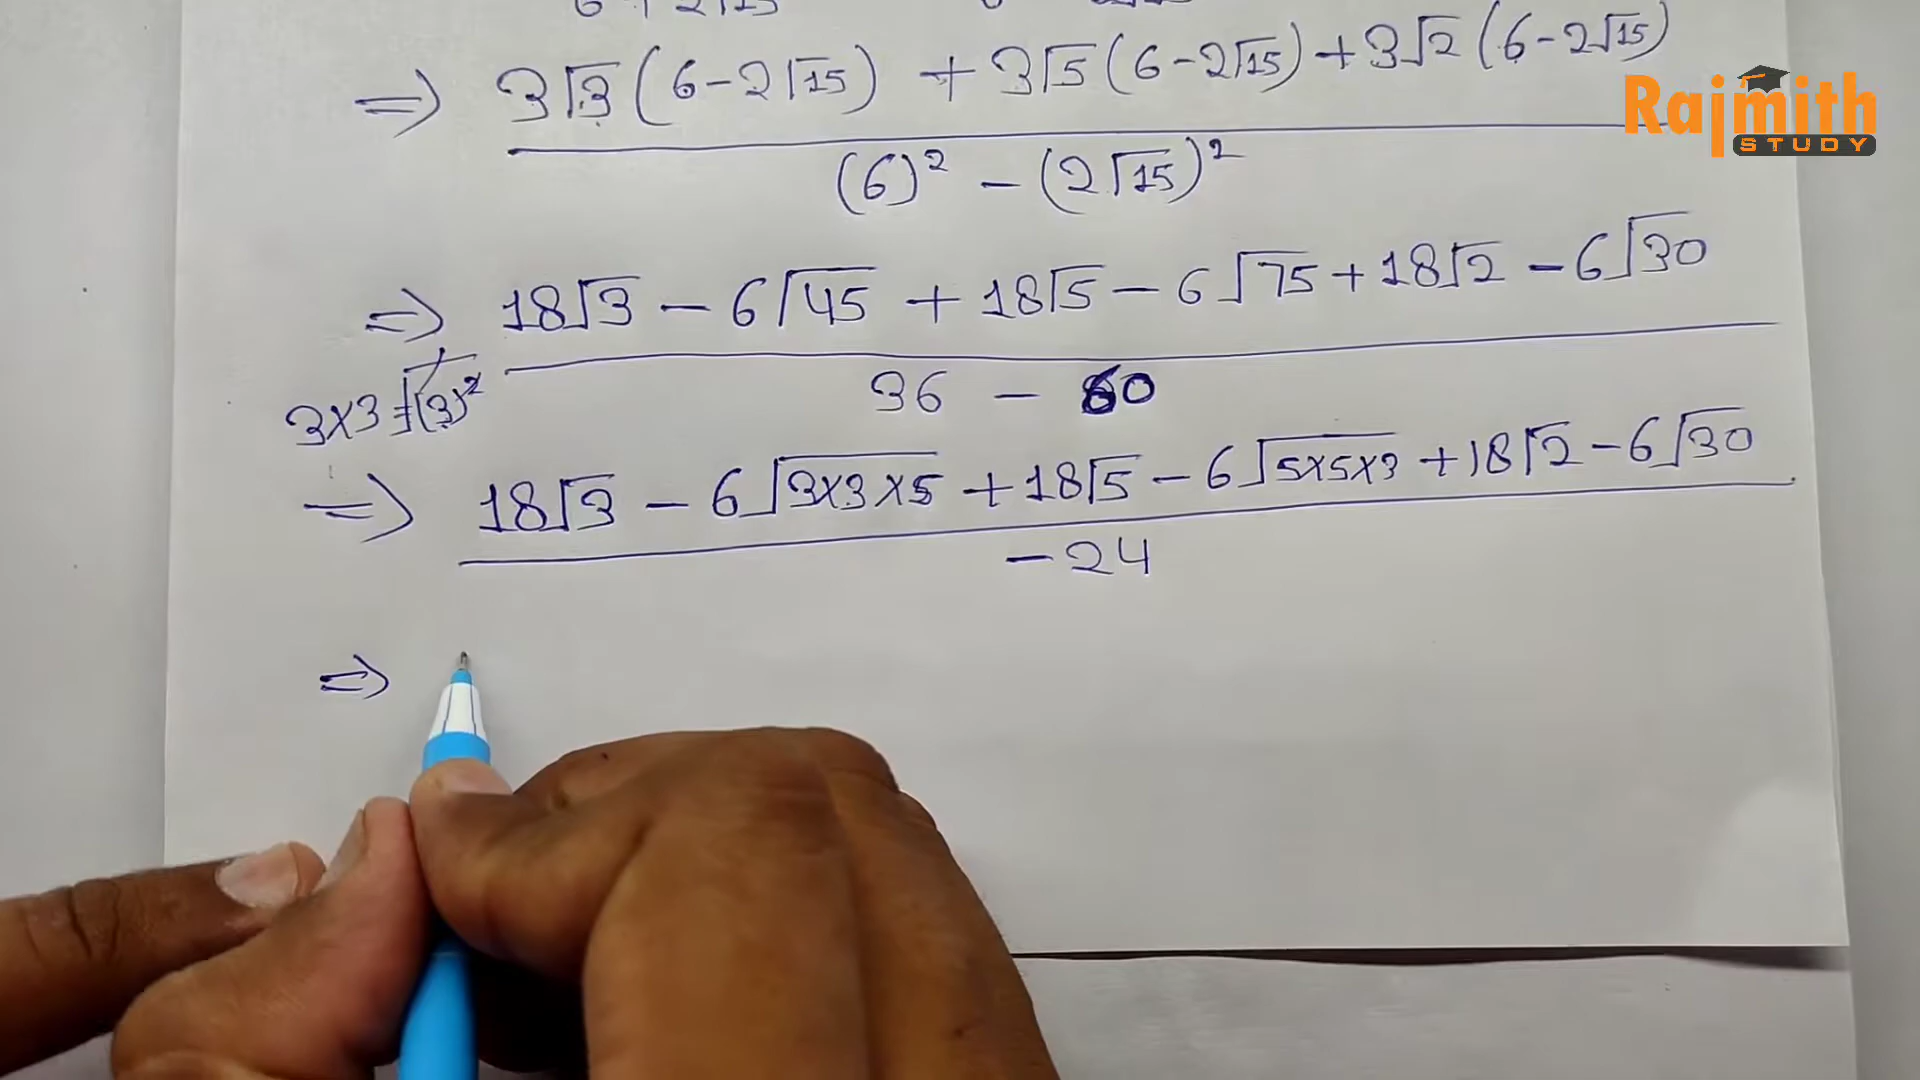 ⇒ 3√3 (6-2√15) + 3√5 (6-2√15) + 3√2 (6-2√15)
(6)² - (2√15)²
Rajmith
STUDY
⇒ 18√3 - 6√45 + 18√5 - 6√75 + 18√2 - 6√30
36 - 60
3×3 = √(3)²
⇒ 18√3 - 6√3×3×5 + 18√5 - 6√5×5×3 + 18√2 - 6√30
-24
⇒